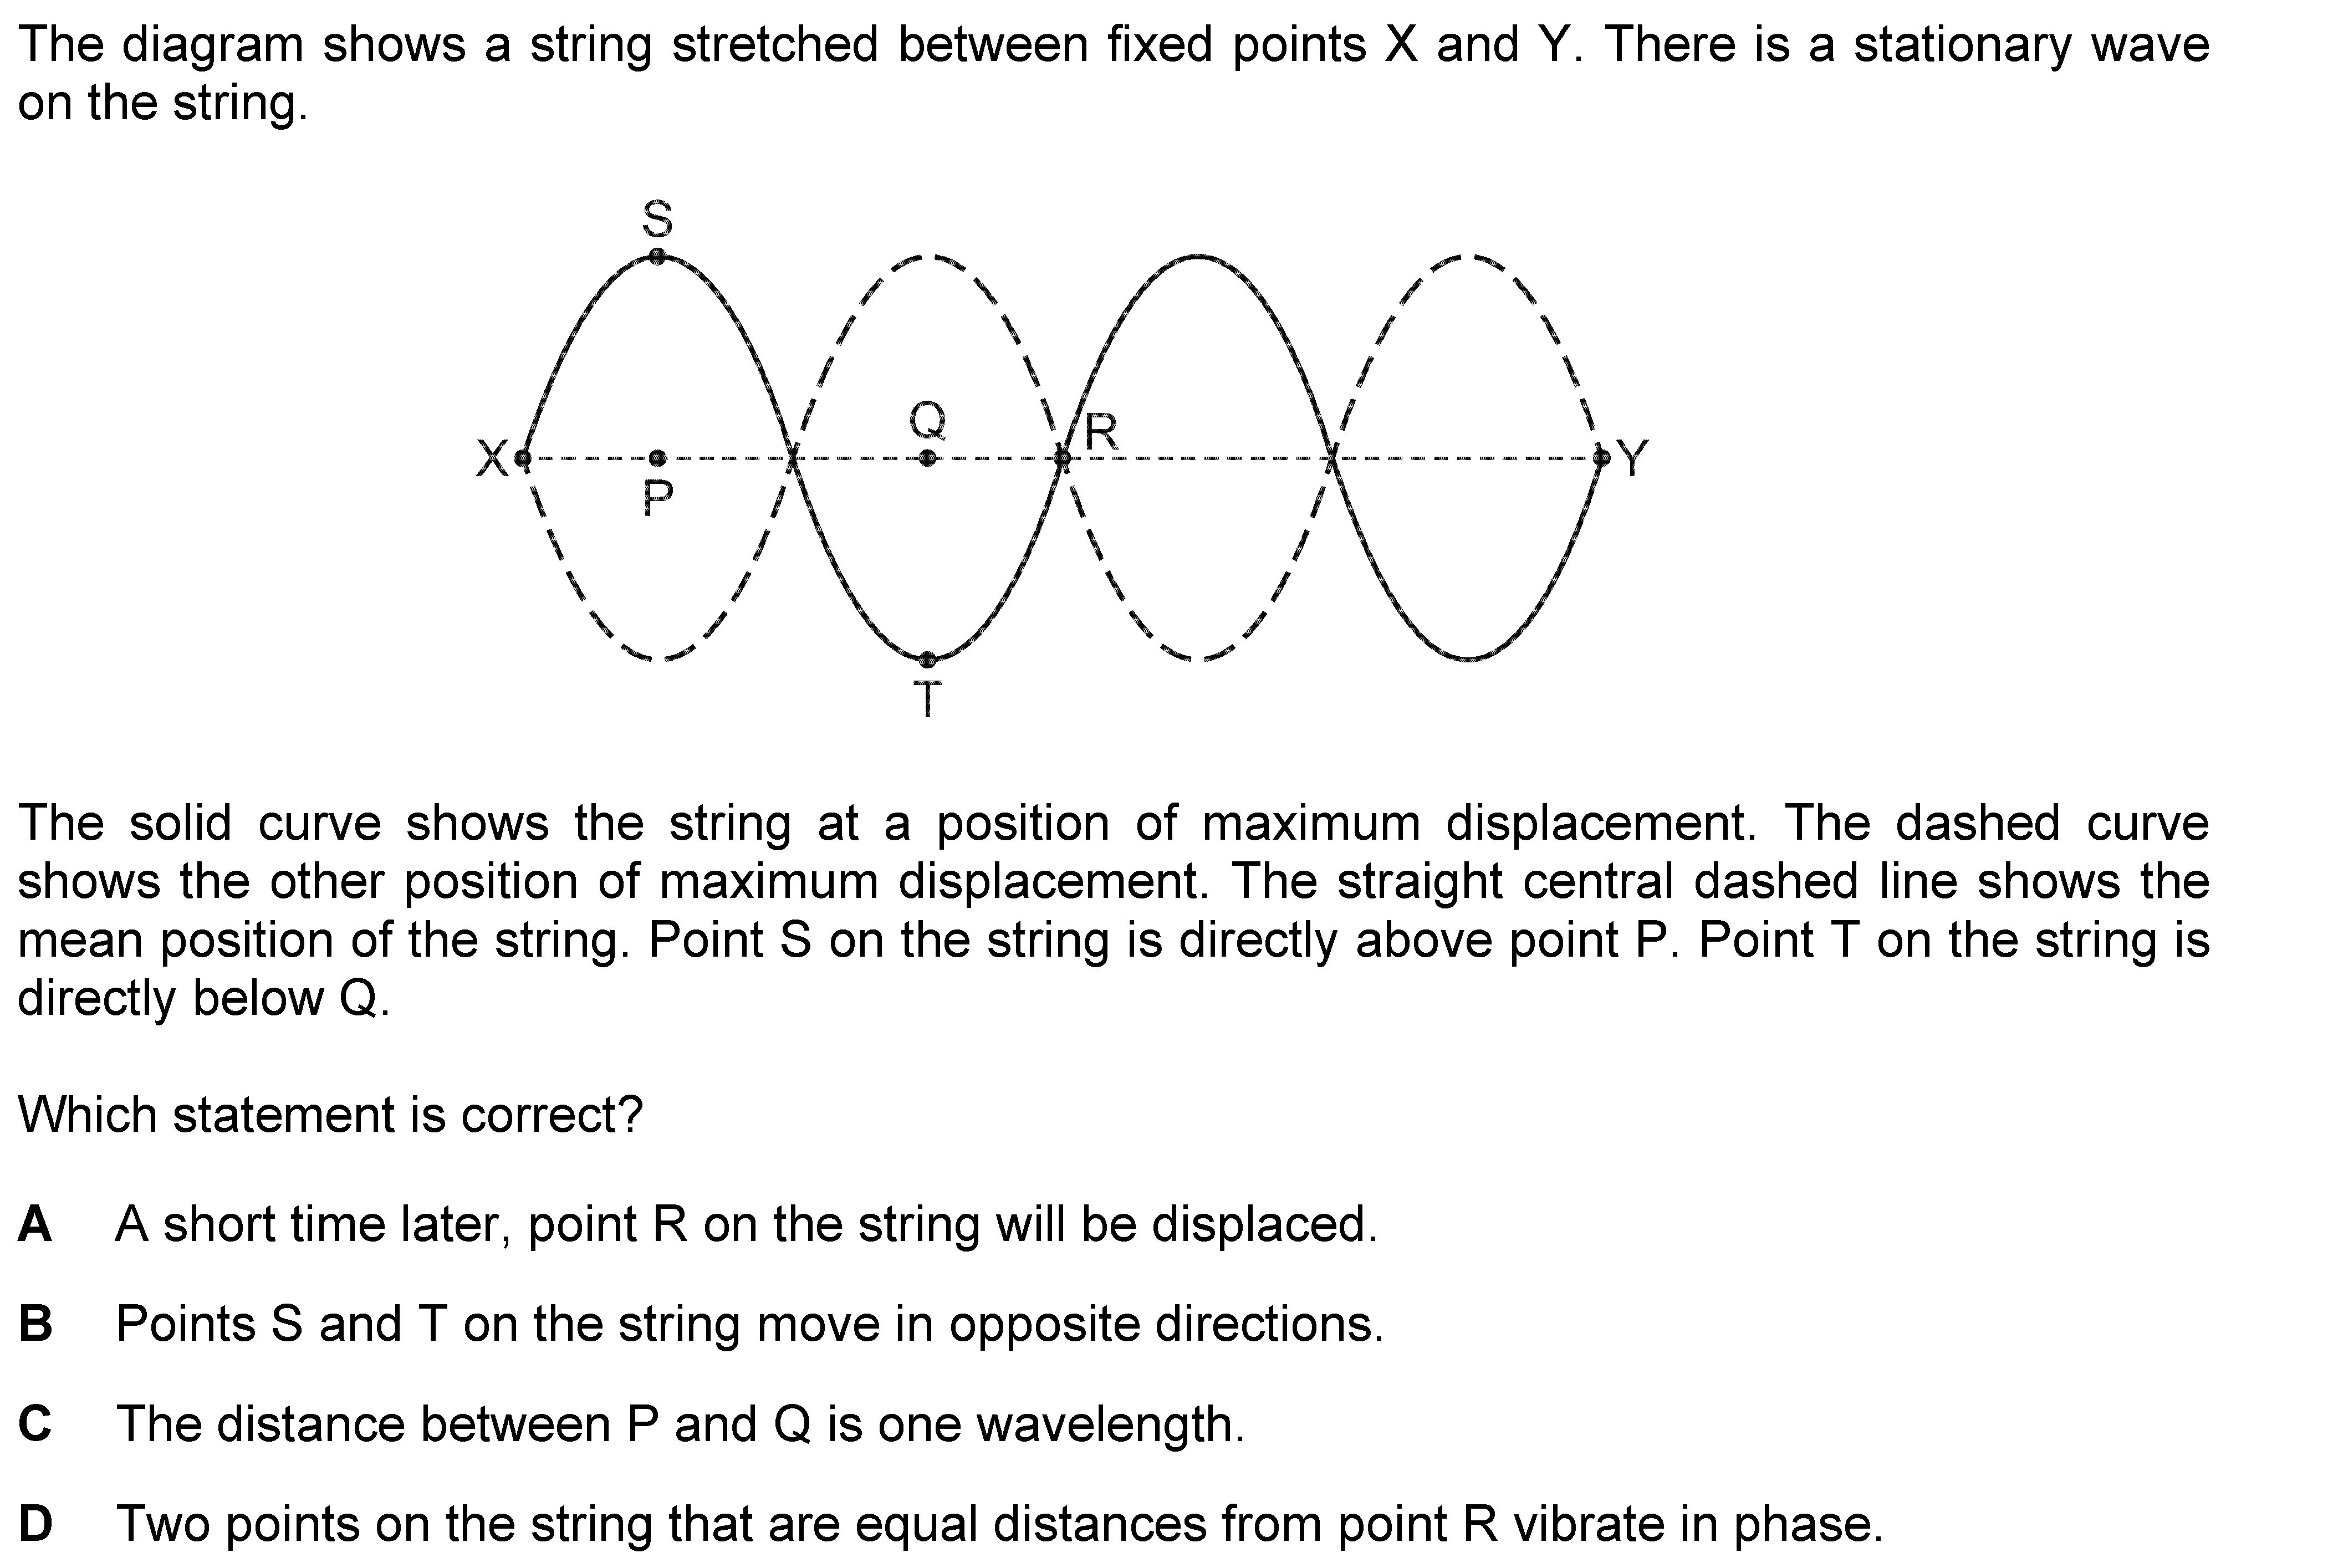 The diagram shows a string stretched between fixed points X and Y. There is a stationary wave
on the string.
S
Q
R
X
Y
P
T
The solid curve shows the string at a position of maximum displacement. The dashed curve
shows the other position of maximum displacement. The straight central dashed line shows the
mean position of the string. Point S on the string is directly above point P. Point T on the string is
directly below Q.
Which statement is correct?
A A short time later, point R on the string will be displaced.
B Points S and T on the string move in opposite directions.
C The distance between P and Q is one wavelength.
D Two points on the string that are equal distances from point R vibrate in phase.